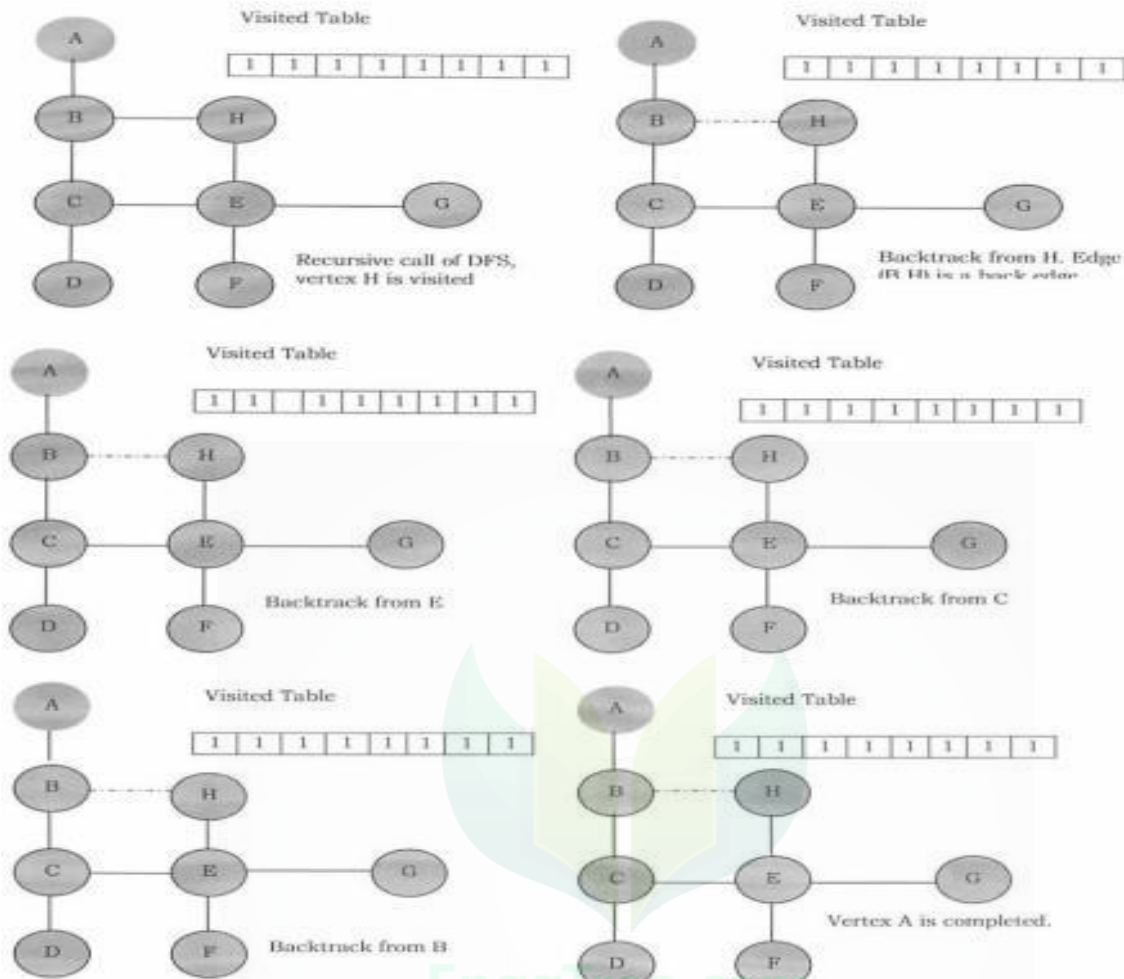 Visited Table
A
1 1 1 1 1 1 1 1
B H
C E G
Recursive call of DFS,
vertex H is visited
D F
Visited Table
A
1 1 1 1 1 1 1 1
B H
C E G
Backtrack from H. Edge
(B H) is a back edge
D F
Visited Table
A
1 1 1 1 1 1 1 1
B H
C E G
Backtrack from E
D F
Visited Table
A
1 1 1 1 1 1 1 1
B H
C E G
Backtrack from C
D F
Visited Table
A
1 1 1 1 1 1 1 1
B H
C E G
Backtrack from B
D F
Visited Table
A
1 1 1 1 1 1 1 1
B H
C E G
Vertex A is completed.
D F